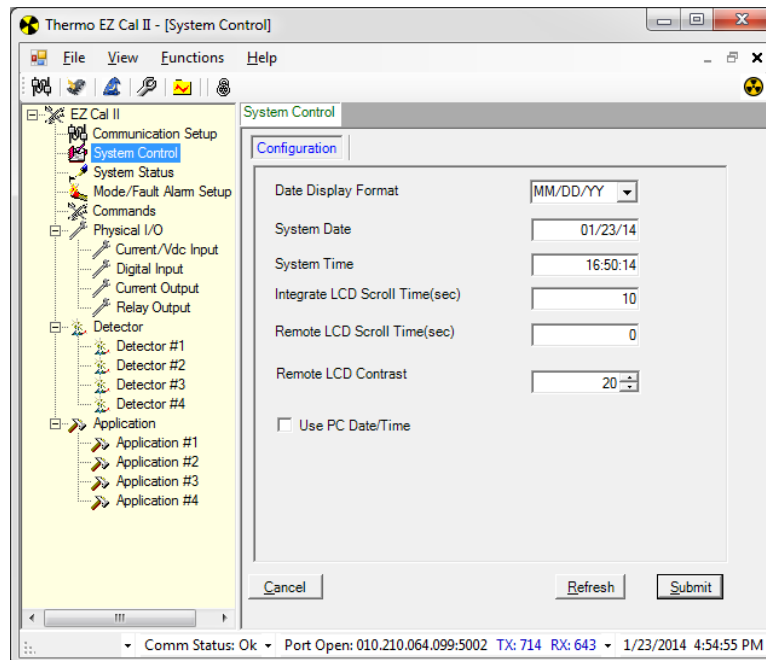 Thermo EZ Cal II - [System Control]
File View Functions Help
EZ Cal II
Communication Setup
System Control
System Status
Mode/Fault Alarm Setup
Commands
Physical I/O
Current/Vdc Input
Digital Input
Current Output
Relay Output
Detector
Detector #1
Detector #2
Detector #3
Detector #4
Application
Application #1
Application #2
Application #3
Application #4
System Control
Configuration
Date Display Format MM/DD/YY
System Date 01/23/14
System Time 16:50:14
Integrate LCD Scroll Time(sec) 10
Remote LCD Scroll Time(sec) 0
Remote LCD Contrast 20
Use PC Date/Time
Cancel Refresh Submit
Comm Status: Ok Port Open: 010.210.064.099:5002 TX: 714 RX: 643 1/23/2014 4:54:55 PM